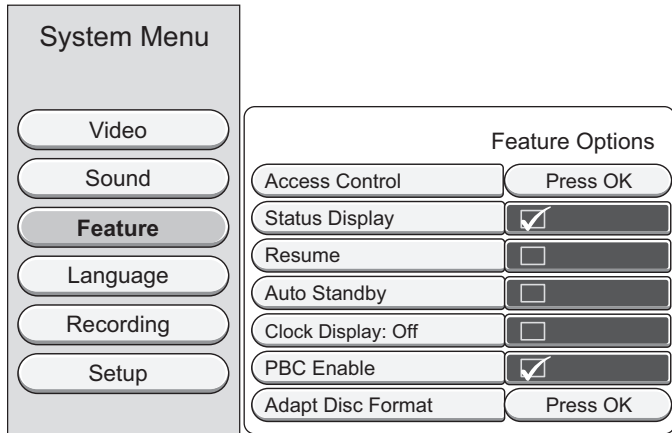 System Menu
Video
Sound
Feature
Language
Recording
Setup
Feature Options
Access Control Press OK
Status Display
Resume
Auto Standby
Clock Display: Off
PBC Enable
Adapt Disc Format Press OK